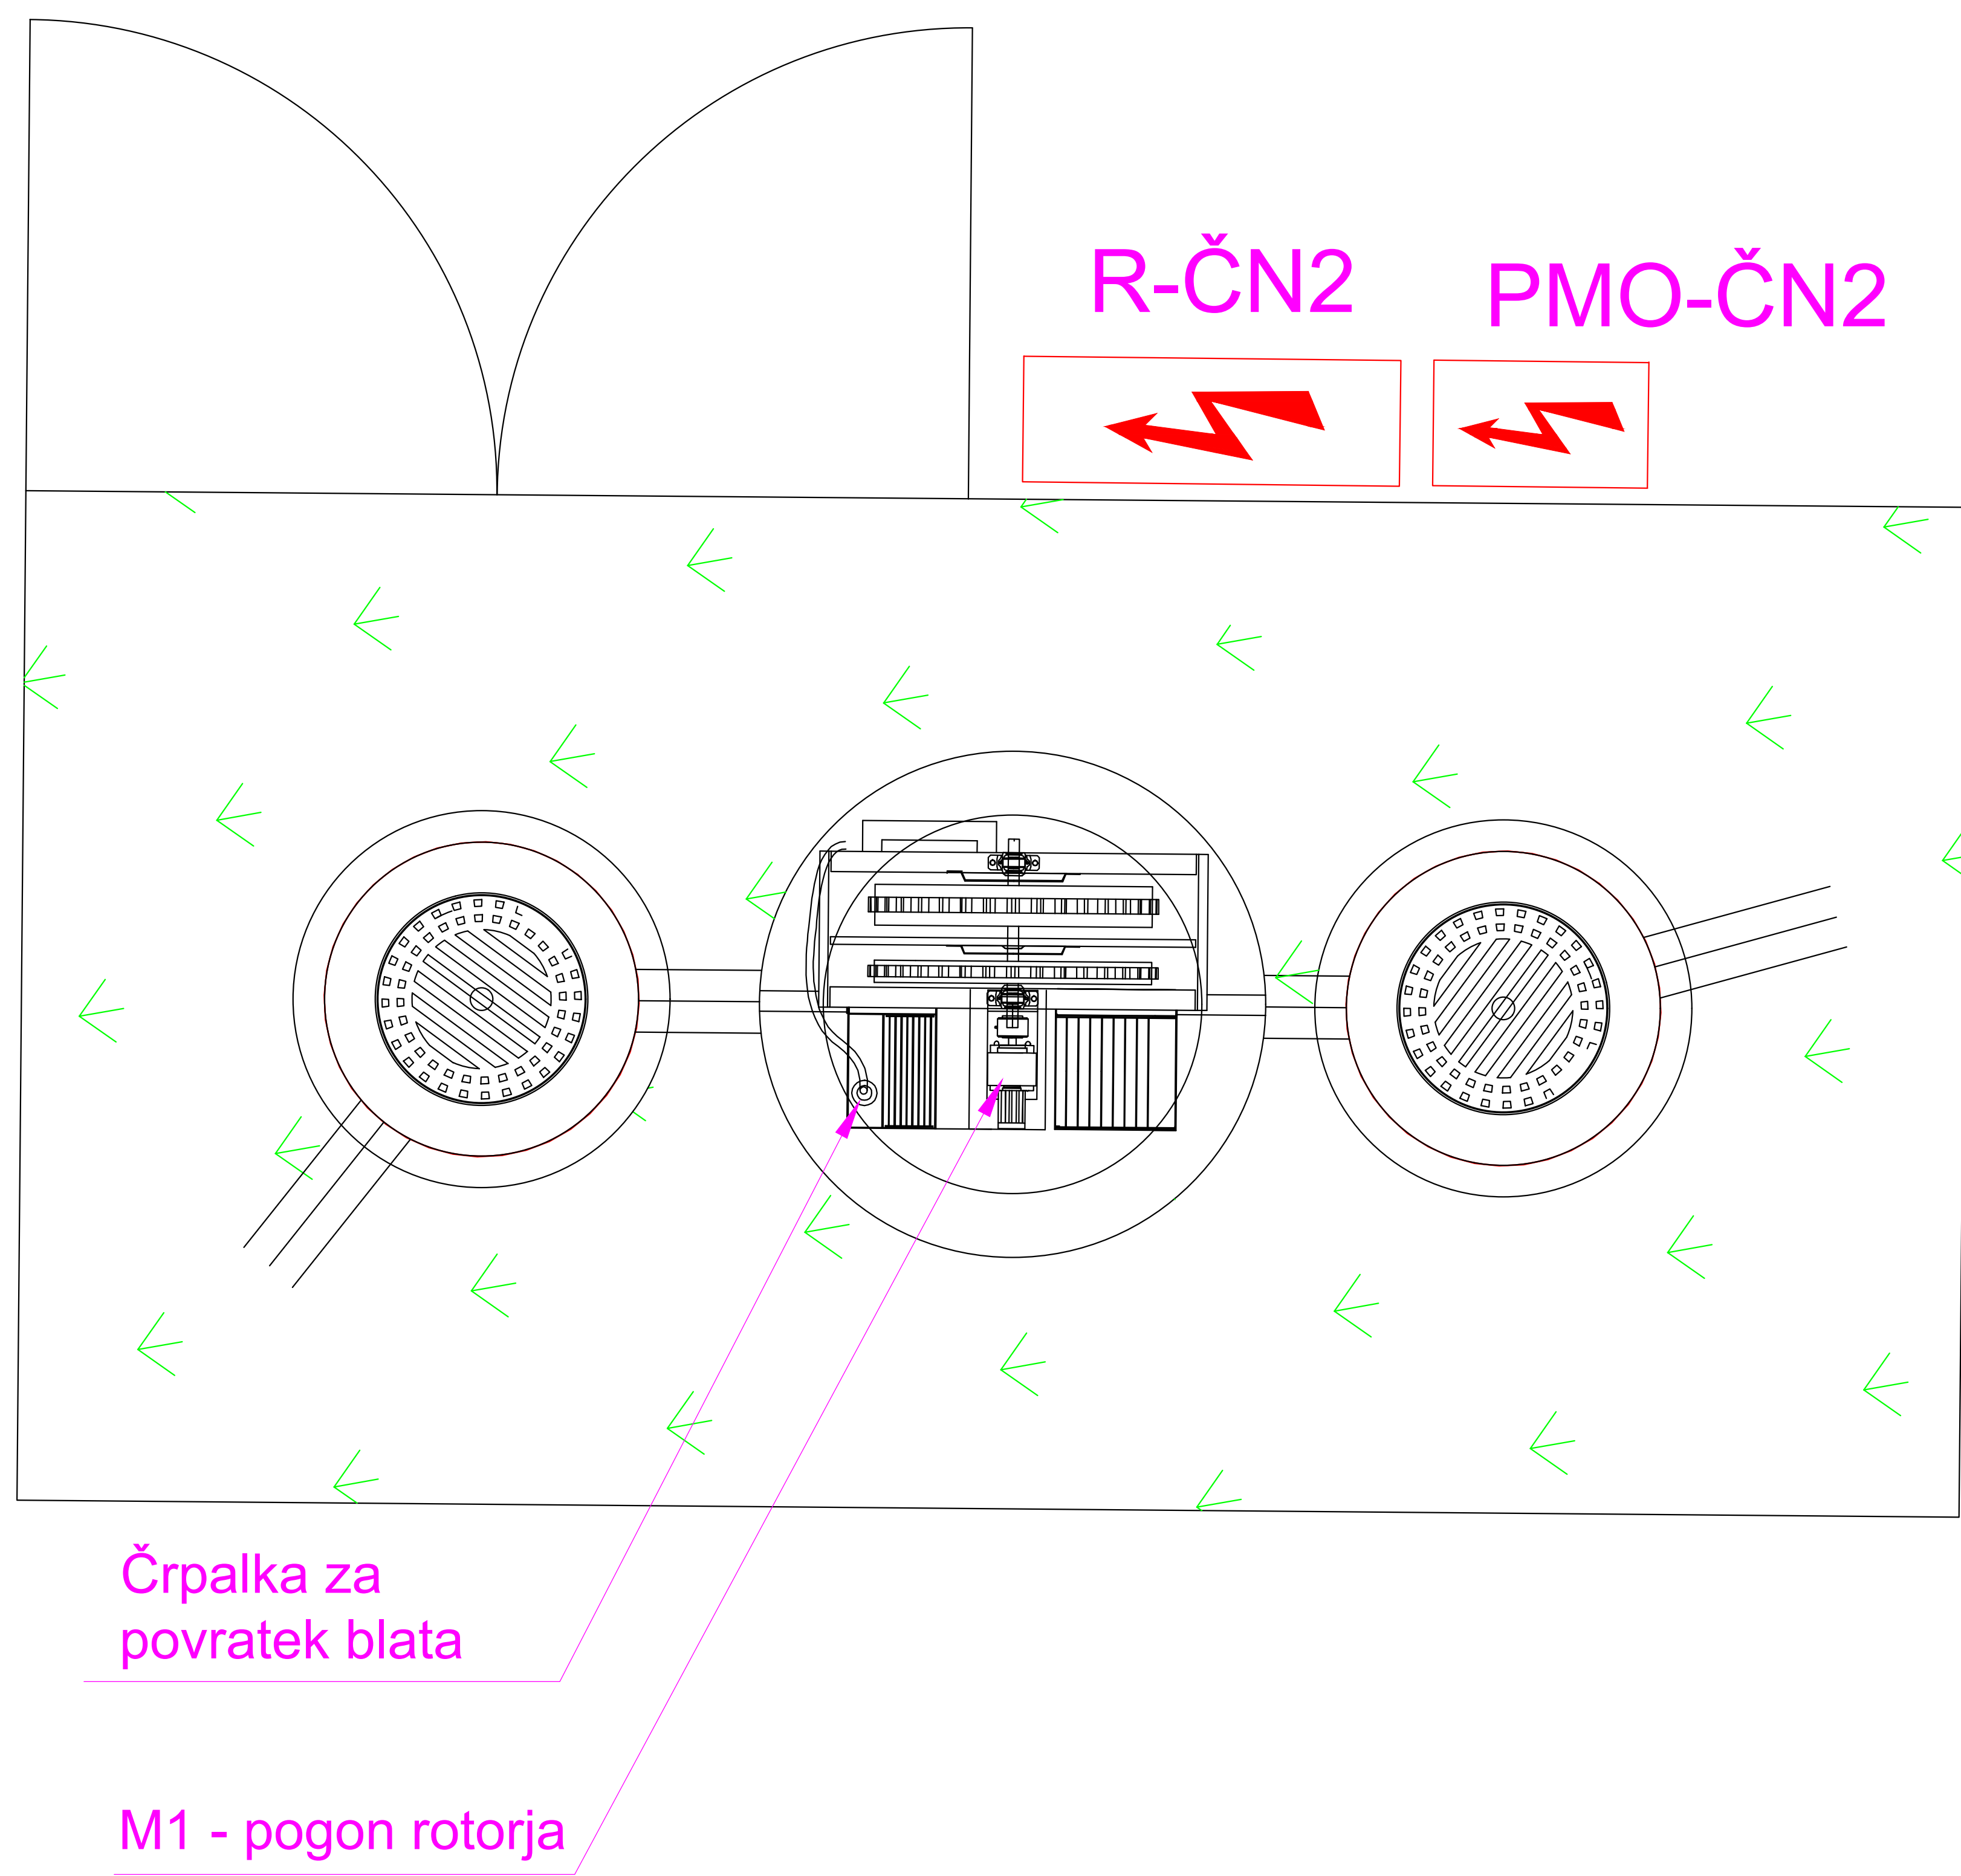 R-ČN2
PMO-ČN2
Črpalka za
povratek blata
M1 - pogon rotorja